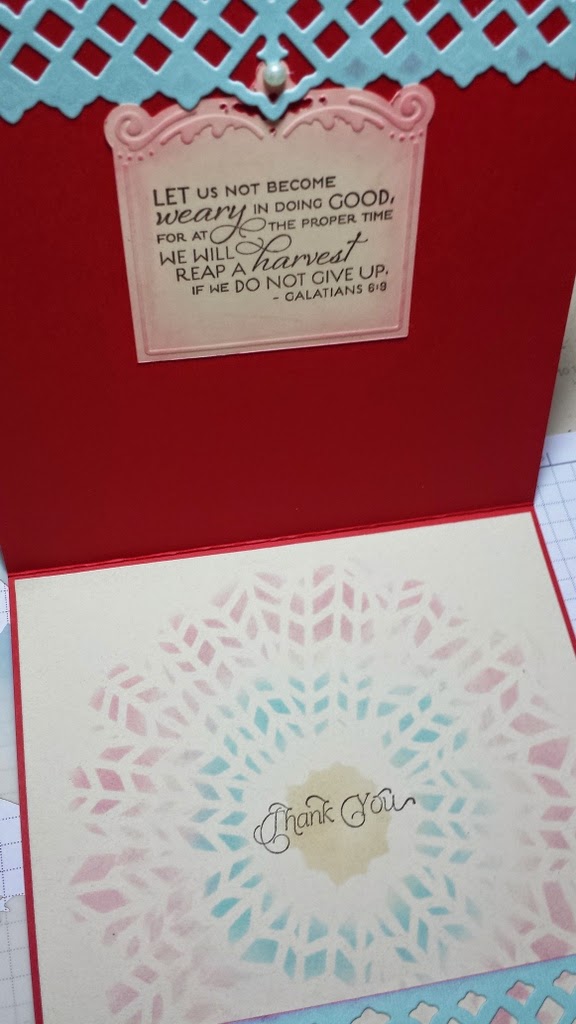 LET US NOT BECOME
weary IN DOING GOOD,
FOR AT THE PROPER TIME
WE WILL harvest
REAP A
IF WE DO NOT GIVE UP.
- GALATIANS 6:9
Thank You